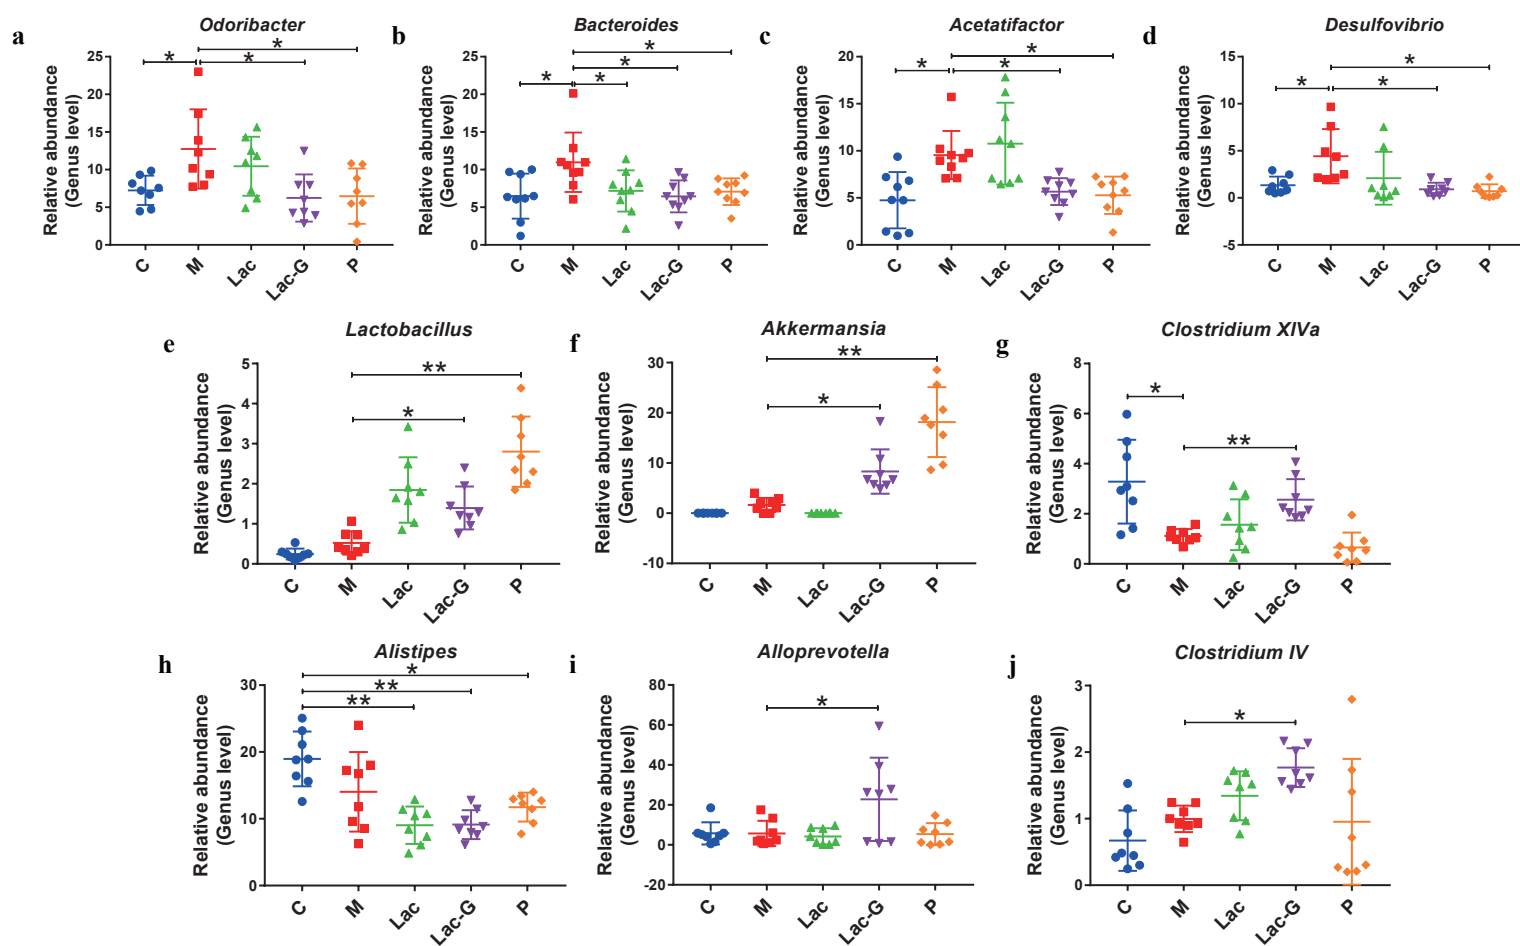 a
Odoribacter
Relative abundance
(Genus level)
25
20
15
10
5
0
*
*
*
C
M
Lac
Lac-G
P
b
Bacteroides
Relative abundance
(Genus level)
25
20
15
10
5
0
*
*
*
*
C
M
Lac
Lac-G
P
c
Acetatifactor
Relative abundance
(Genus level)
20
15
10
5
0
*
*
*
C
M
Lac
Lac-G
P
d
Desulfovibrio
Relative abundance
(Genus level)
15
10
5
0
-5
*
*
*
C
M
Lac
Lac-G
P
e
Lactobacillus
Relative abundance
(Genus level)
5
4
3
2
1
0
**
*
C
M
Lac
Lac-G
P
f
Akkermansia
Relative abundance
(Genus level)
30
20
10
0
-10
**
*
C
M
Lac
Lac-G
P
g
Clostridium XIVa
Relative abundance
(Genus level)
8
6
4
2
0
*
**
C
M
Lac
Lac-G
P
h
Alistipes
Relative abundance
(Genus level)
30
20
10
0
*
**
**
C
M
Lac
Lac-G
P
i
Alloprevotella
Relative abundance
(Genus level)
80
60
40
20
0
-20
*
C
M
Lac
Lac-G
P
j
Clostridium IV
Relative abundance
(Genus level)
3
2
1
0
*
C
M
Lac
Lac-G
P